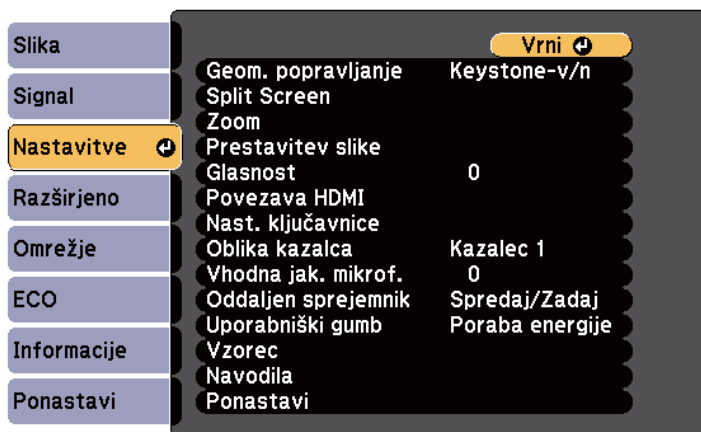 Slika
Signal
Nastavitve
Razširjeno
Omrežje
ECO
Informacije
Ponastavi
Vrni
Geom. popravljanje Keystone-v/n
Split Screen
Zoom
Prestavitev slike
Glasnost 0
Povezava HDMI
Nast. ključavnice
Oblika kazalca Kazalec 1
Vhodna jak. mikrof. 0
Oddaljen sprejemnik Spredaj/Zadaj
Uporabniški gumb Poraba energije
Vzorec
Navodila
Ponastavi